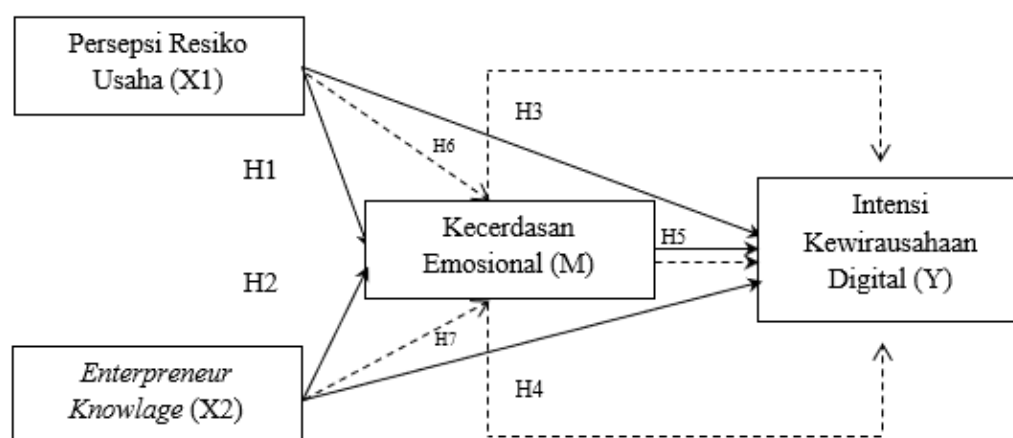 Persepsi Resiko
Usaha (X1)
H3
H6
H1
Intensi
Kewirausahaan
Digital (Y)
Kecerdasan
Emosional (M)
H5
H2
H7
Enterpreneur
Knowlage (X2)
H4